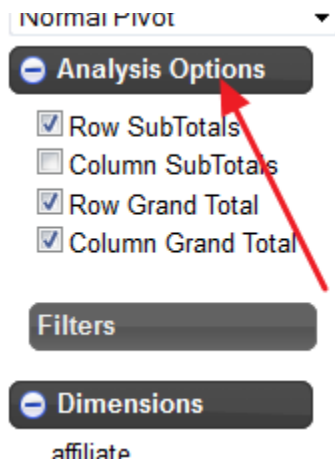 Normal Pivot
Analysis Options
Row SubTotals
Column SubTotals
Row Grand Total
Column Grand Total
Filters
Dimensions
affiliate